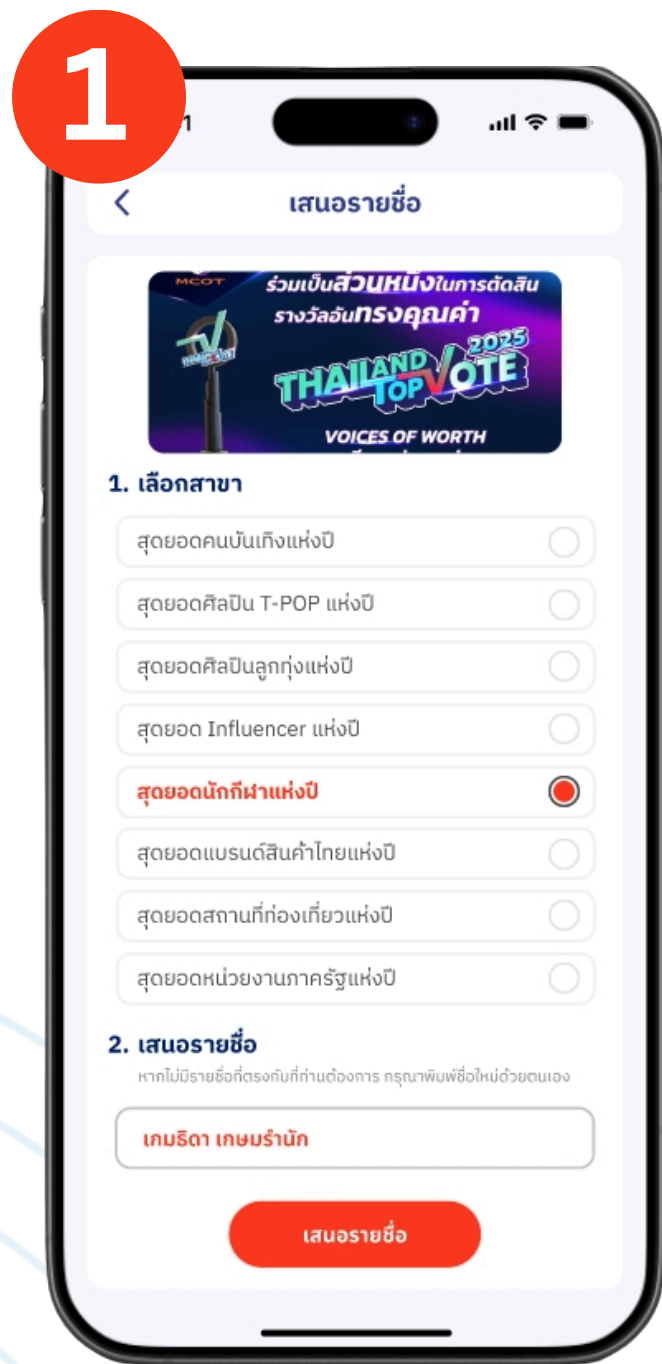 1
1
เสนอรายชื่อ
MCOT
ร่วมเป็นส่วนหนึ่งในการตัดสิน
รางวัลอันทรงคุณค่า
2025
THAILAND
TOP VOTE
VOICES OF WORTH
1. เลือกสาขา
สุดยอดคนบันเทิงแห่งปี
สุดยอดศิลปิน T-POP แห่งปี
สุดยอดศิลปินลูกทุ่งแห่งปี
สุดยอด Influencer แห่งปี
สุดยอดนักกีฬาแห่งปี
สุดยอดแบรนด์สินค้าไทยแห่งปี
สุดยอดสถานที่ท่องเที่ยวแห่งปี
สุดยอดหน่วยงานภาครัฐแห่งปี
2. เสนอรายชื่อ
หากไม่มีรายชื่อที่ตรงกับที่ท่านต้องการ กรุณาพิมพ์ชื่อใหม่ด้วยตนเอง
เกมธิดา เกษมรำนัก
เสนอรายชื่อ